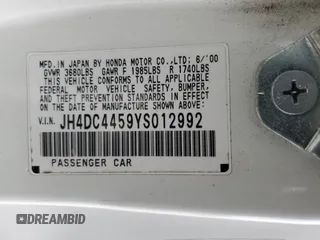 MFD. IN JAPAN BY HONDA MOTOR CO.,LTD; 6/'00
GVWR 3680LBS GAWR F 1985LBS R 1740LBS
THIS VEHICLE CONFORMS TO ALL APPLICABLE
FEDERAL MOTOR VEHICLE SAFETY, BUMPER,
AND THEFT PREVENTION STANDARDS IN
EFFECT ON THE DATE OF MANUFACTURE
SHOWN ABOVE.
V.I.N. JH4DC4459YS012992
PASSENGER CAR
DREAMBID